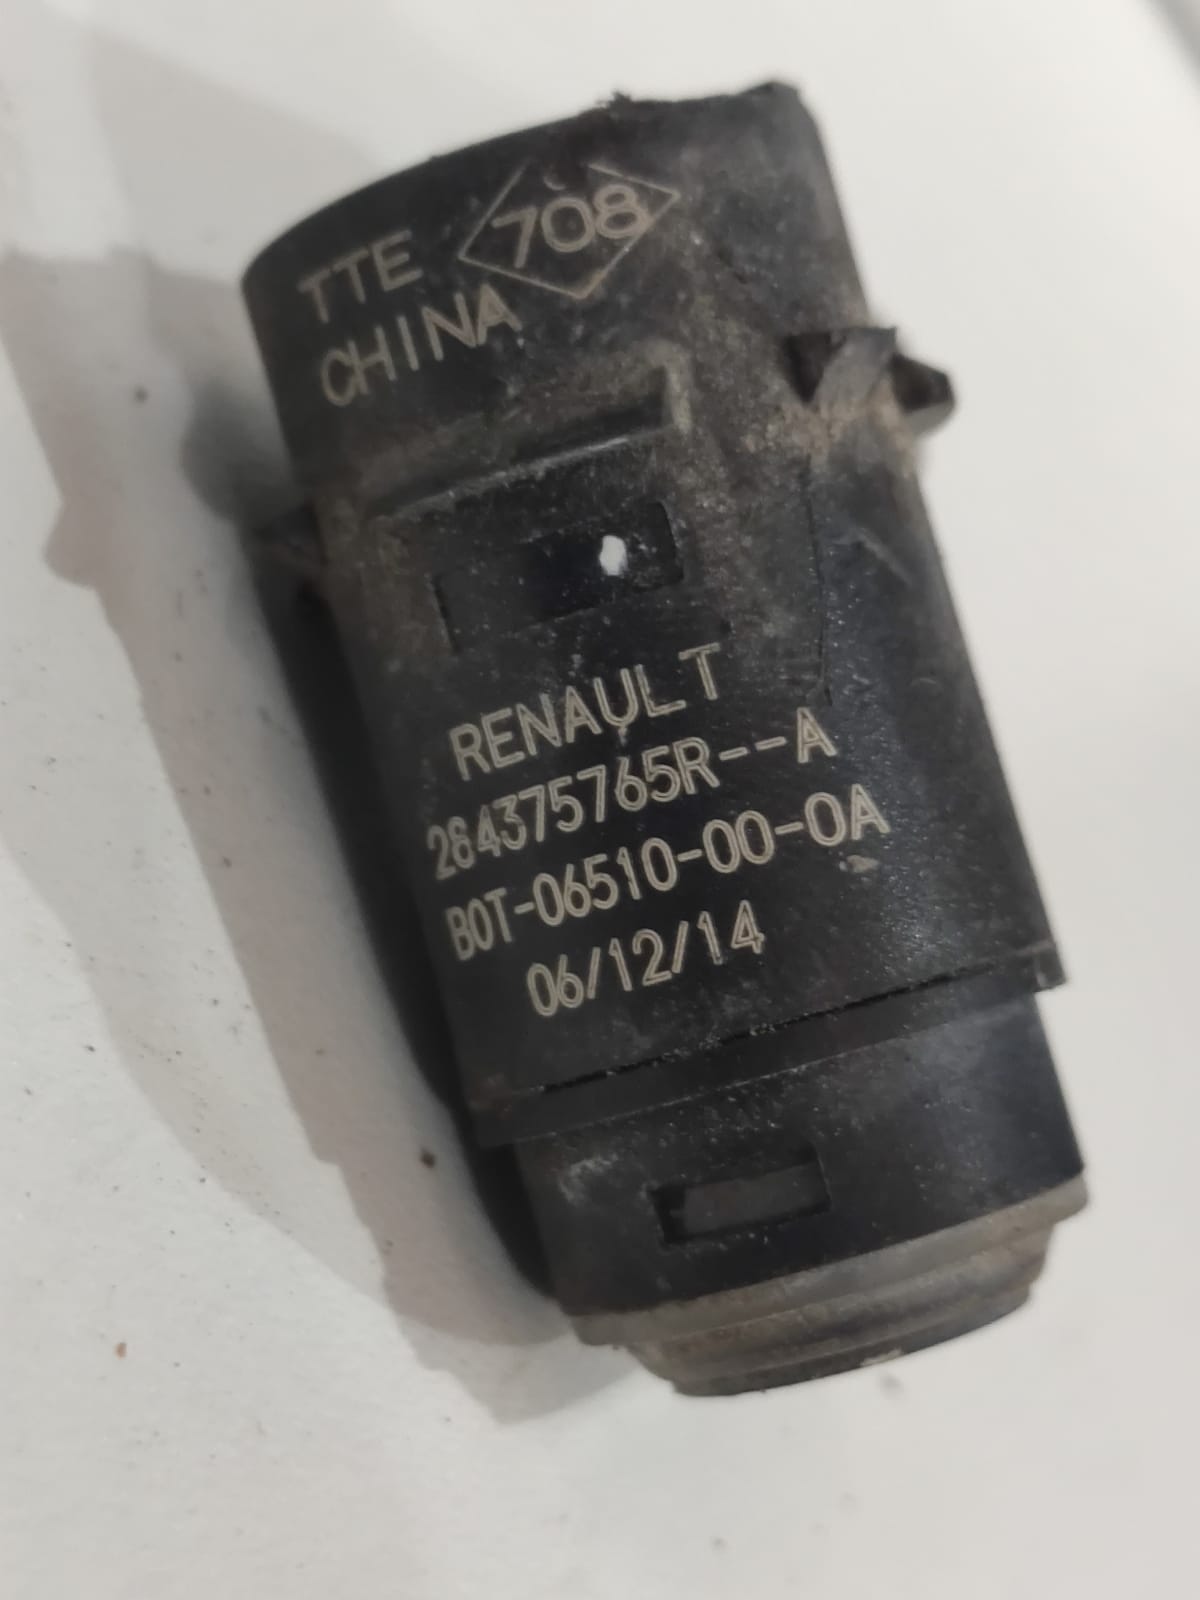 TTE 708
CHINA
RENAULT
284375765R--A
B0T-06510-00-0A
06/12/14